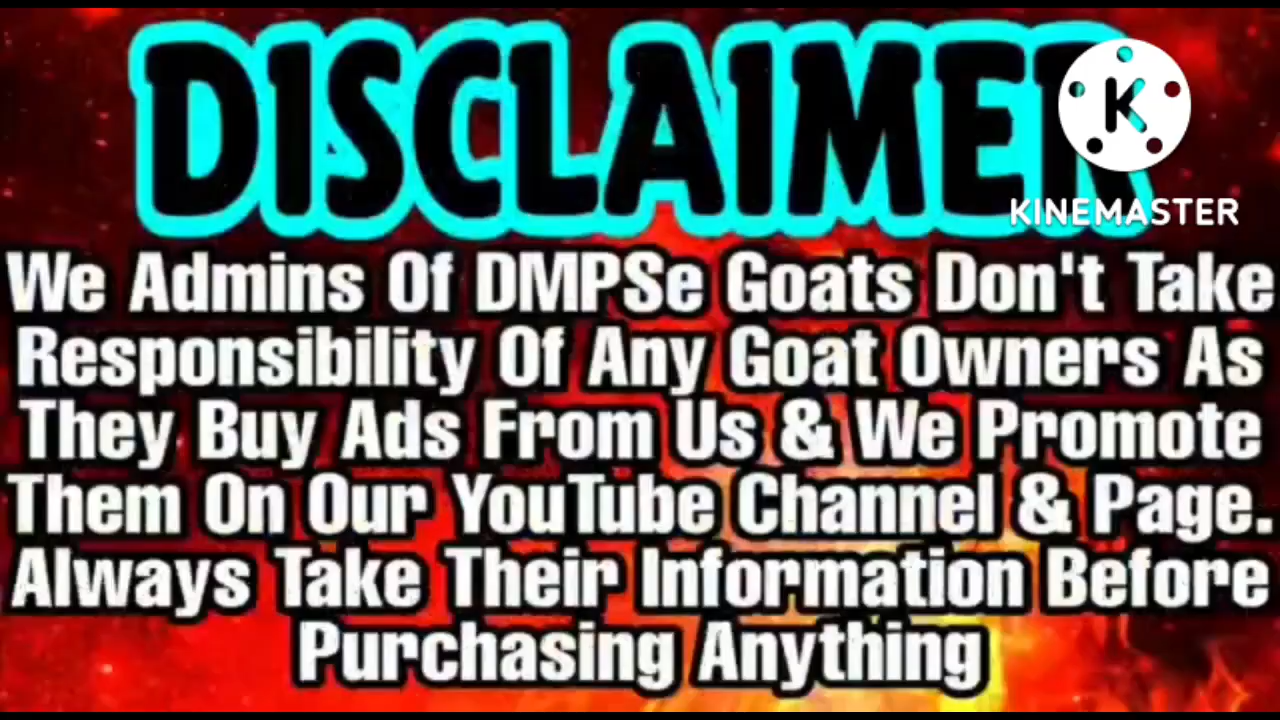 DISCLAIMER
K
KINEMASTER
We Admins Of DMPSe Goats Don't Take
Responsibility Of Any Goat Owners As
They Buy Ads From Us & We Promote
Them On Our YouTube Channel & Page.
Always Take Their Information Before
Purchasing Anything